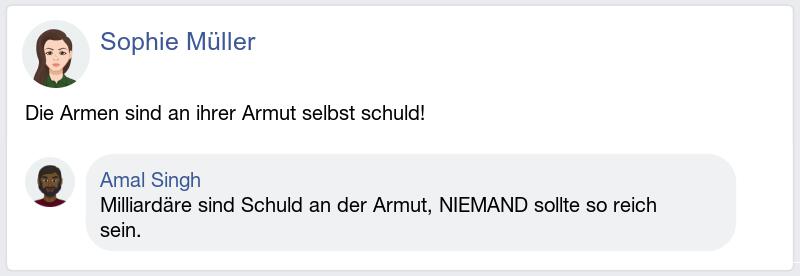 Sophie Müller
Die Armen sind an ihrer Armut selbst schuld!
Amal Singh
Milliardäre sind Schuld an der Armut, NIEMAND sollte so reich
sein.